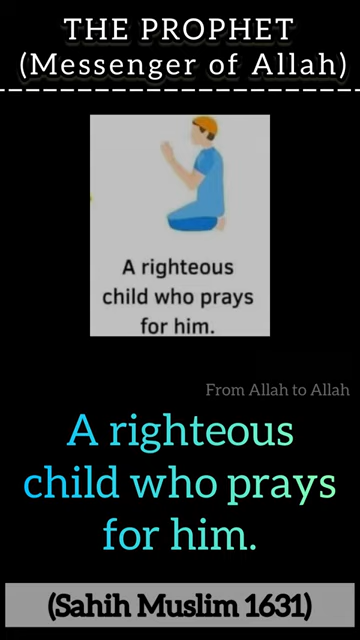 THE PROPHET
(Messenger of Allah)
A righteous
child who prays
for him.
From Allah to Allah
A righteous
child who prays
for him.
(Sahih Muslim 1631)